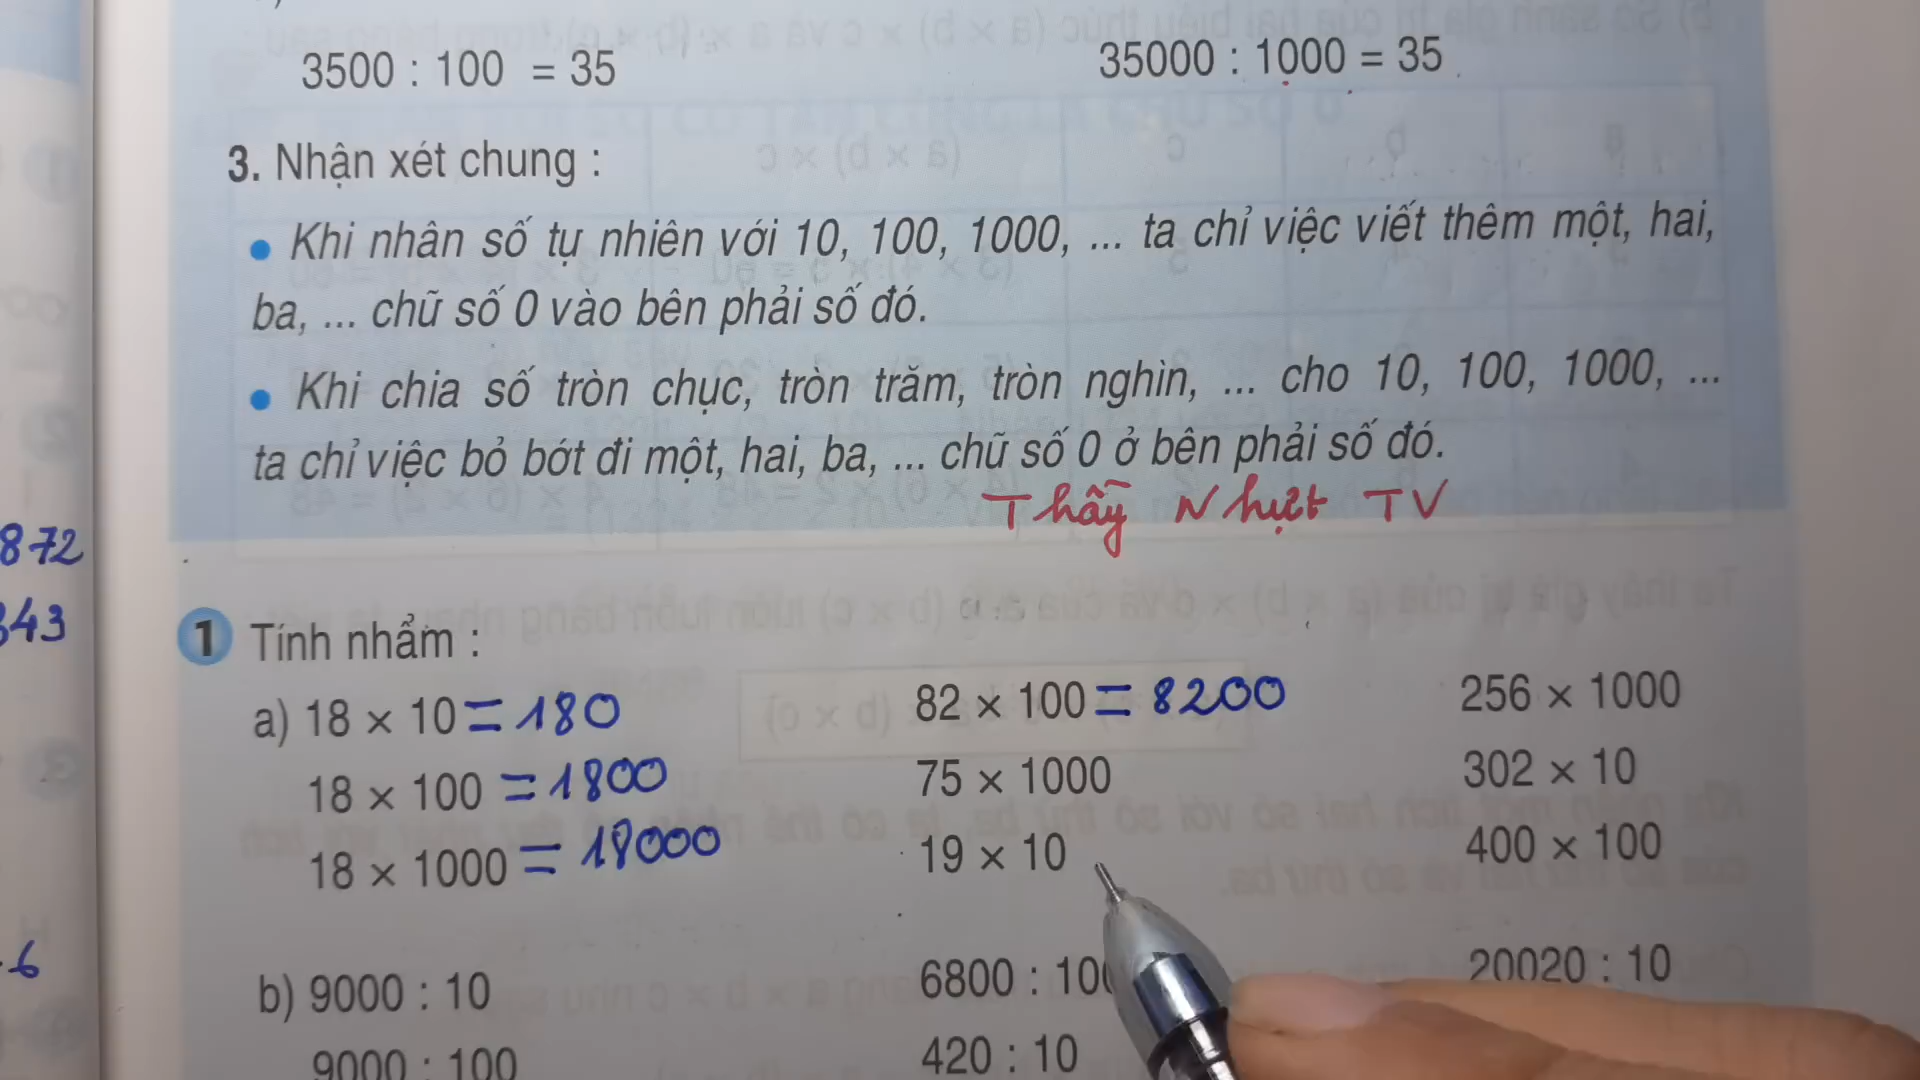 3500 : 100 = 35
35000 : 1000 = 35
3. Nhận xét chung :
• Khi nhân số tự nhiên với 10, 100, 1000, ... ta chỉ việc viết thêm một, hai,
ba, ... chữ số 0 vào bên phải số đó.
• Khi chia số tròn chục, tròn trăm, tròn nghìn, ... cho 10, 100, 1000, ...
ta chỉ việc bỏ bớt đi một, hai, ba, ... chữ số 0 ở bên phải số đó.
Thầy Nhựt TV
872
343
6
1 Tính nhẩm :
a) 18 × 10 = 180
82 × 100 = 8200
256 × 1000
18 × 100 = 1800
75 × 1000
302 × 10
18 × 1000 = 18000
19 × 10
400 × 100
b) 9000 : 10
6800 : 100
20020 : 10
9000 : 100
420 : 10